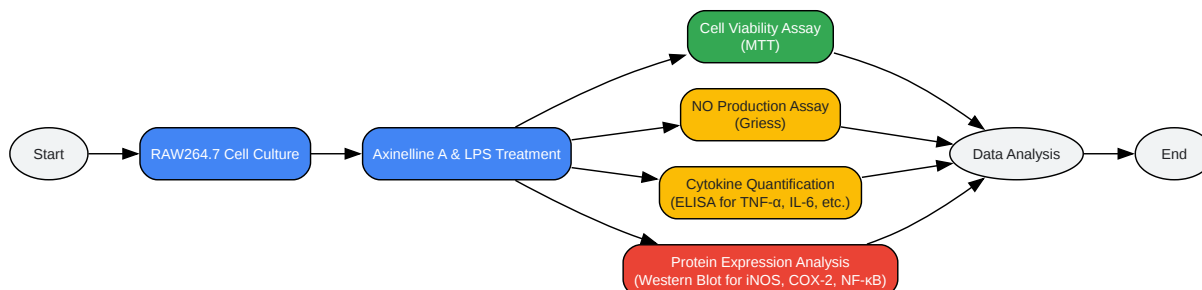 Start
RAW264.7 Cell Culture
Axinelline A & LPS Treatment
Cell Viability Assay
(MTT)
NO Production Assay
(Griess)
Cytokine Quantification
(ELISA for TNF-α, IL-6, etc.)
Protein Expression Analysis
(Western Blot for iNOS, COX-2, NF-κB)
Data Analysis
End